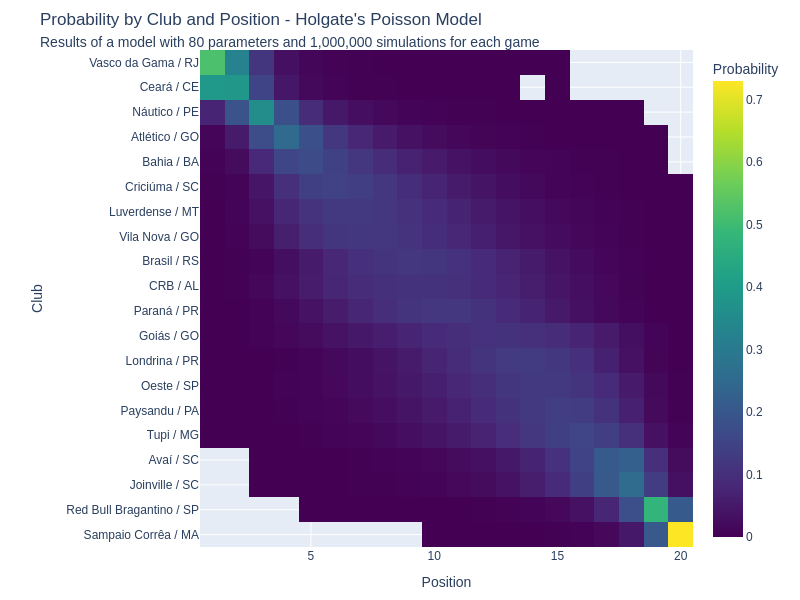 Probability by Club and Position - Holgate's Poisson Model
Results of a model with 80 parameters and 1,000,000 simulations for each game
Probability
Vasco da Gama / RJ
Ceará / CE
Náutico / PE
Atlético / GO
Bahia / BA
Criciúma / SC
Luverdense / MT
Vila Nova / GO
Brasil / RS
CRB / AL
Paraná / PR
Goiás / GO
Londrina / PR
Oeste / SP
Paysandu / PA
Tupi / MG
Avaí / SC
Joinville / SC
Red Bull Bragantino / SP
Sampaio Corrêa / MA
Club
5
10
15
20
Position
0.7
0.6
0.5
0.4
0.3
0.2
0.1
0